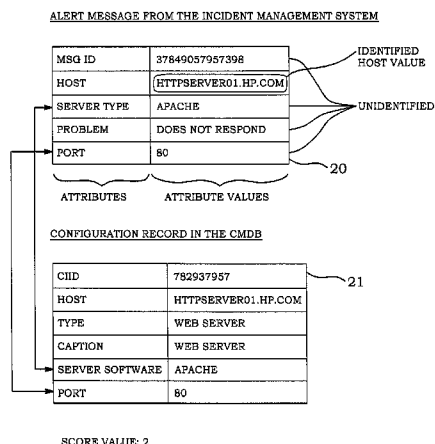 ALERT MESSAGE FROM THE INCIDENT MANAGEMENT SYSTEM
MSG ID 37849057957398
HOST HTTPSERVER01.HP.COM
SERVER TYPE APACHE
PROBLEM DOES NOT RESPOND
PORT 80
IDENTIFIED
HOST VALUE
UNIDENTIFIED
20
ATTRIBUTES ATTRIBUTE VALUES
CONFIGURATION RECORD IN THE CMDB
CIID 782937957
HOST HTTPSERVER01.HP.COM
TYPE WEB SERVER
CAPTION WEB SERVER
SERVER SOFTWARE APACHE
PORT 80
21
SCORE VALUE: 2